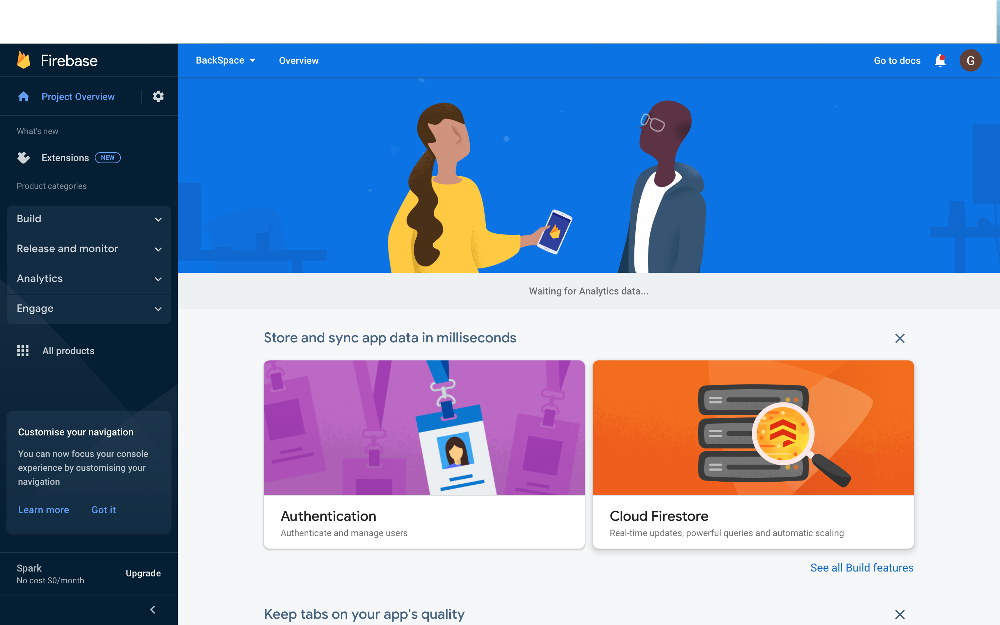 Firebase
BackSpace
Overview
Go to docs
G
Project Overview
What's new
Extensions NEW
Product categories
Build
Release and monitor
Analytics
Engage
All products
Customise your navigation
You can now focus your console
experience by customising your
navigation
Learn more Got it
Spark
No cost $0/month
Upgrade
Waiting for Analytics data...
Store and sync app data in milliseconds
Authentication
Authenticate and manage users
Cloud Firestore
Real-time updates, powerful queries and automatic scaling
See all Build features
Keep tabs on your app's quality